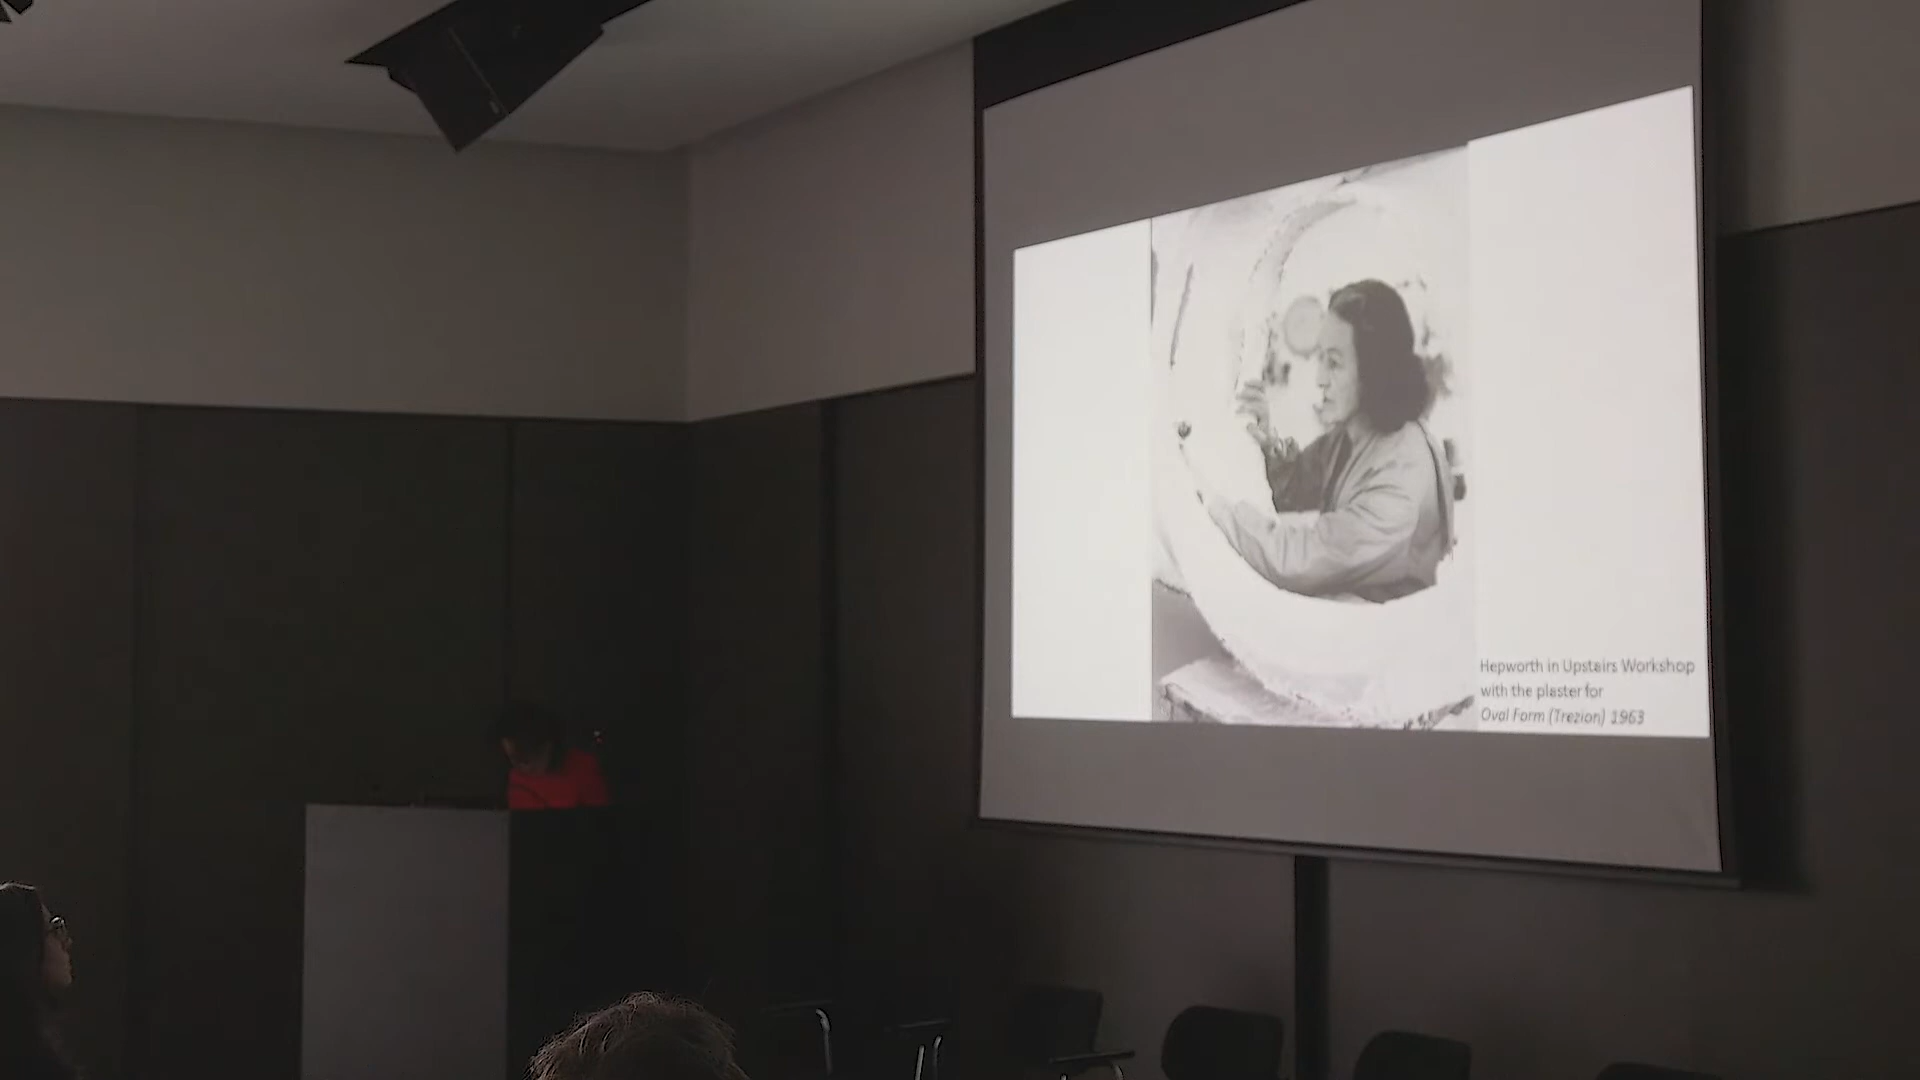 Hepworth in Upstairs Workshop
with the plaster for
Oval Form (Trezion) 1963